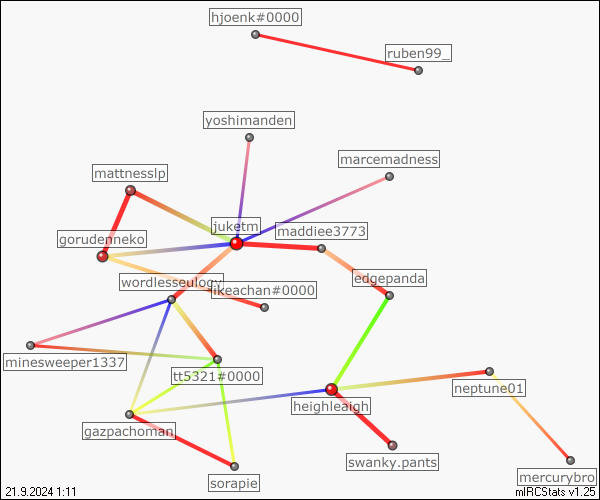 hjoenk#0000
ruben99_
yoshimanden
marcemadness
mattnesslp
juketm
maddiee3773
gorudenneko
edgepanda
wordlesseulogy
ikeachan#0000
minesweeper1337
tt5321#0000
neptune01
heighleaigh
gazpachoman
swanky.pants
sorapie
mercurybro
21.9.2024 1:11
mIRCStats v1.25